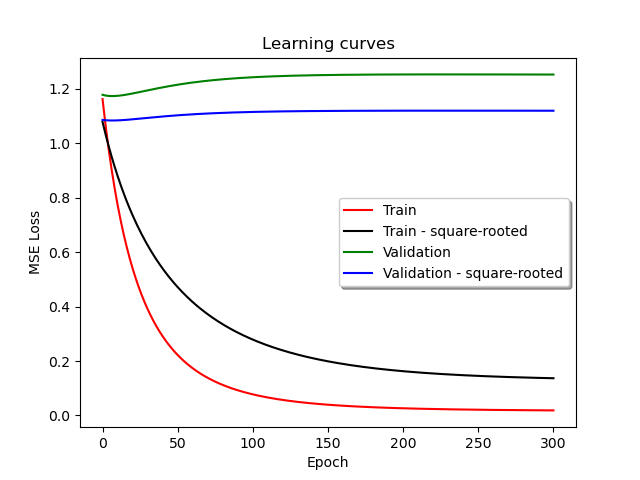 Learning curves
MSE Loss
1.2
1.0
0.8
0.6
0.4
0.2
0.0
Train
Train - square-rooted
Validation
Validation - square-rooted
0 50 100 150 200 250 300
Epoch